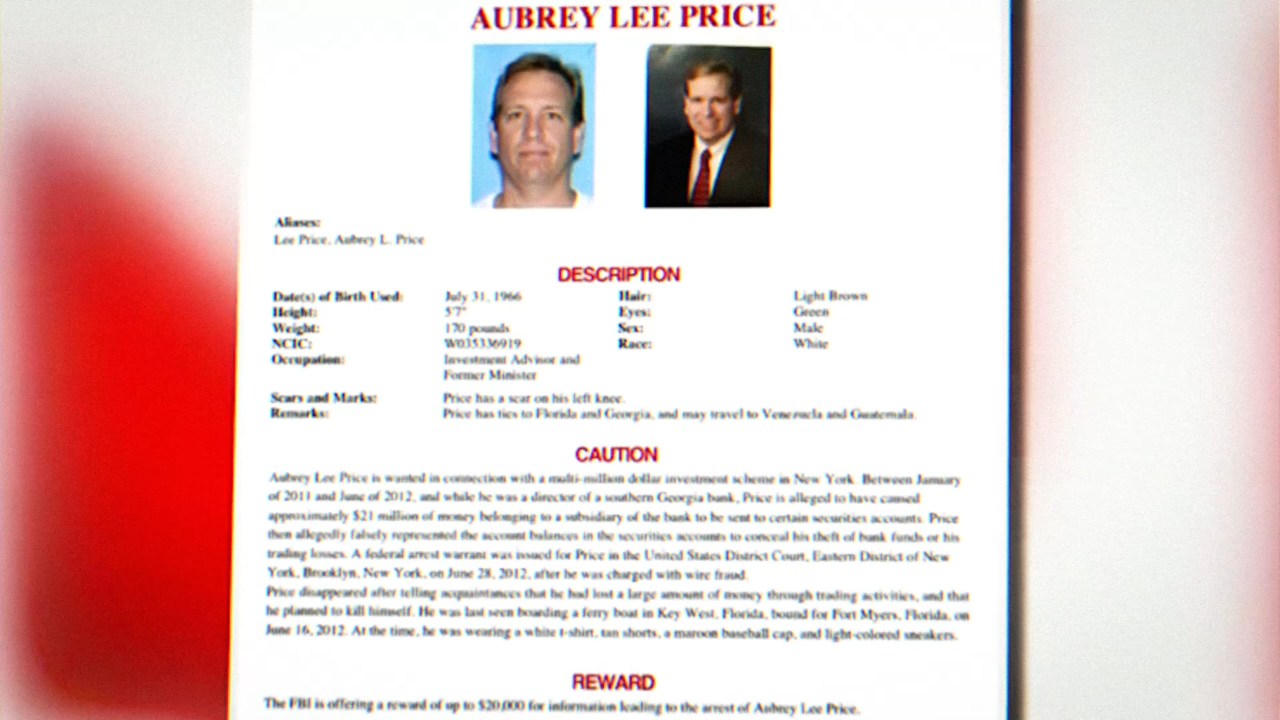 AUBREY LEE PRICE
Aliases:
Lee Price, Aubrey L. Price
DESCRIPTION
Date(s) of Birth Used: July 31, 1966 Hair: Light Brown
Height: 5'7" Eyes: Green
Weight: 170 pounds Sex: Male
NCIC: W035336919 Race: White
Occupation: Investment Advisor and
Former Minister
Scars and Marks: Price has a scar on his left knee.
Remarks: Price has ties to Florida and Georgia, and may travel to Venezuela and Guatemala.
CAUTION
Aubrey Lee Price is wanted in connection with a multi-million dollar investment scheme in New York. Between January
of 2011 and June of 2012, and while he was a director of a southern Georgia bank, Price is alleged to have caused
approximately $21 million of money belonging to a subsidiary of the bank to be sent to certain securities accounts. Price
then allegedly falsely represented the account balances in the securities accounts to conceal his theft of bank funds or his
trading losses. A federal arrest warrant was issued for Price in the United States District Court, Eastern District of New
York, Brooklyn, New York, on June 28, 2012, after he was charged with wire fraud.
Price disappeared after telling acquaintances that he had lost a large amount of money through trading activities, and that
he planned to kill himself. He was last seen boarding a ferry boat in Key West, Florida, bound for Fort Myers, Florida, on
June 16, 2012. At the time, he was wearing a white t-shirt, tan shorts, a maroon baseball cap, and light-colored sneakers.
REWARD
The FBI is offering a reward of up to $20,000 for information leading to the arrest of Aubrey Lee Price.